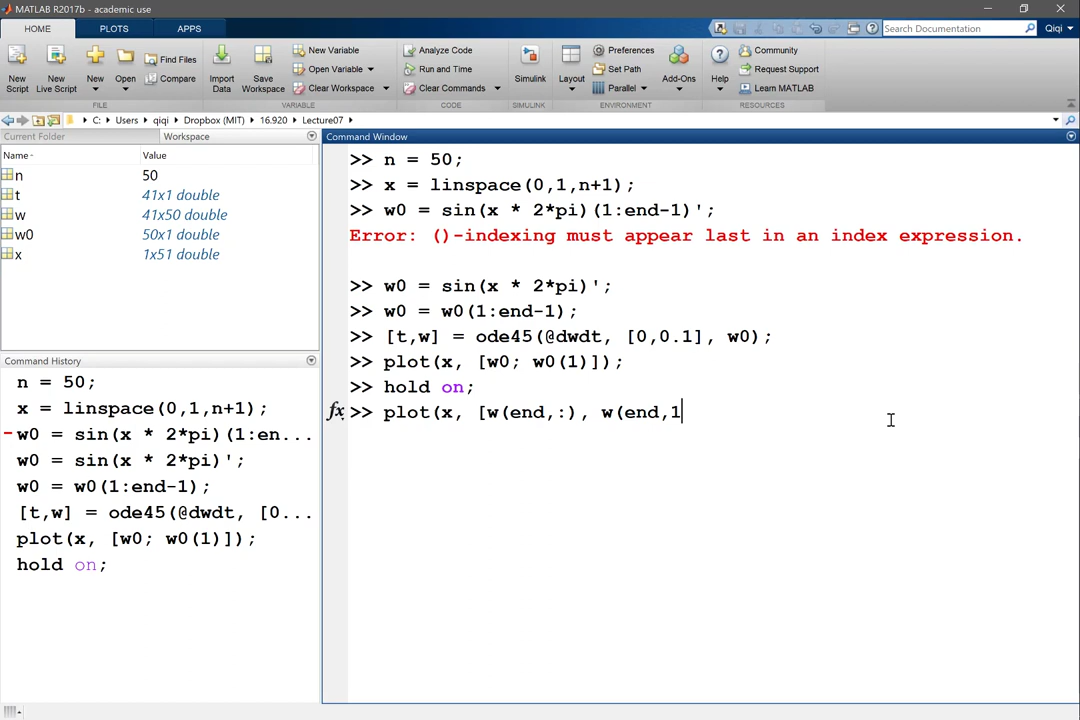 MATLAB R2017b - academic use
HOME PLOTS APPS
Search Documentation Qiqi
New Script
New Live Script
New
Open
Find Files
Compare
FILE
Import Data
Save Workspace
New Variable
Open Variable
Clear Workspace
VARIABLE
Analyze Code
Run and Time
Clear Commands
CODE
Simulink
SIMULINK
Layout
Preferences
Set Path
Parallel
Add-Ons
ENVIRONMENT
Help
Community
Request Support
Learn MATLAB
RESOURCES
C: Users qiqi Dropbox (MIT) 16.920 Lecture07
Current Folder Workspace
Name Value
n 50
t 41x1 double
w 41x50 double
w0 50x1 double
x 1x51 double
Command History
n = 50;
x = linspace(0,1,n+1);
w0 = sin(x * 2*pi)(1:en...
w0 = sin(x * 2*pi)';
w0 = w0(1:end-1);
[t,w] = ode45(@dwdt, [0...
plot(x, [w0; w0(1)]);
hold on;
Command Window
>> n = 50;
>> x = linspace(0,1,n+1);
>> w0 = sin(x * 2*pi)(1:end-1)';
Error: ()-indexing must appear last in an index expression.
>> w0 = sin(x * 2*pi)';
>> w0 = w0(1:end-1);
>> [t,w] = ode45(@dwdt, [0,0.1], w0);
>> plot(x, [w0; w0(1)]);
>> hold on;
fx >> plot(x, [w(end,:), w(end,1